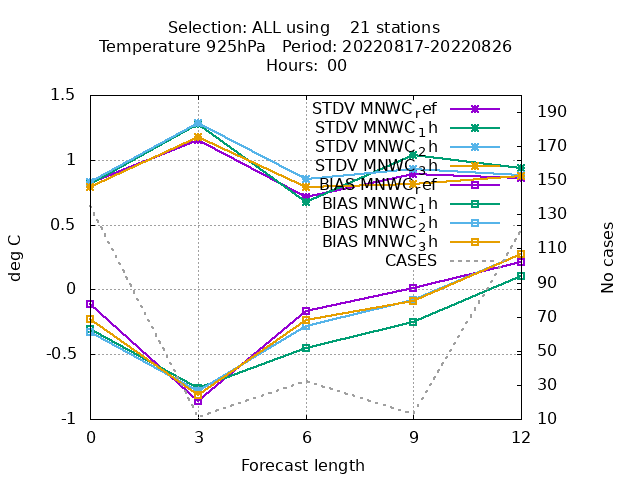 Selection: ALL using    21 stations
Temperature 925hPa   Period: 20220817-20220826
Hours:  00
1.5
1
0.5
0
-0.5
-1
deg C
STDV MNWC_ref
STDV MNWC_1h
STDV MNWC_2h
STDV MNWC_3h
BIAS MNWC_ref
BIAS MNWC_1h
BIAS MNWC_2h
BIAS MNWC_3h
CASES
190
170
150
130
110
90
70
50
30
10
No cases
0 3 6 9 12
Forecast length